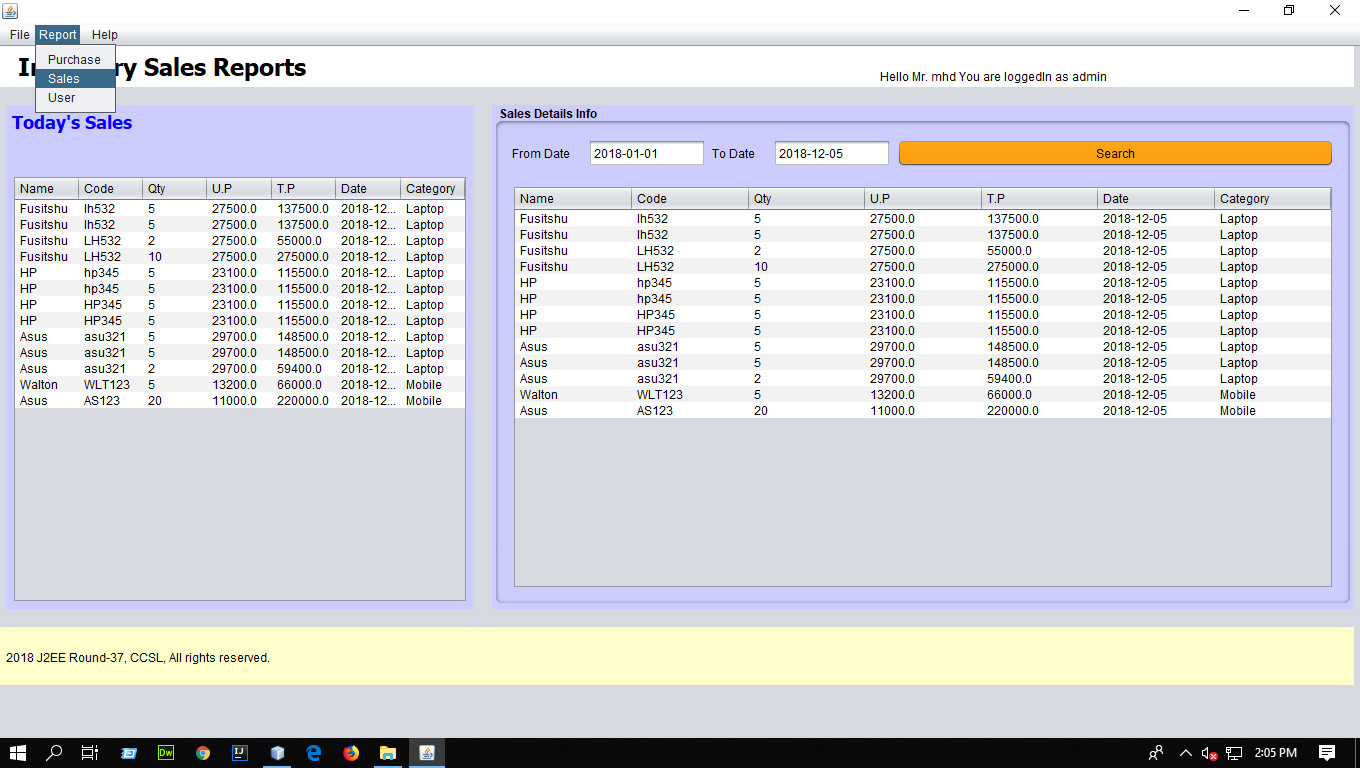 File Report Help
Purchase
Sales
User
ry Sales Reports
Hello Mr. mhd You are loggedIn as admin
Today's Sales
Name Code Qty U.P T.P Date Category
Fusitshu lh532 5 27500.0 137500.0 2018-12... Laptop
Fusitshu lh532 5 27500.0 137500.0 2018-12... Laptop
Fusitshu LH532 2 27500.0 55000.0 2018-12... Laptop
Fusitshu LH532 10 27500.0 275000.0 2018-12... Laptop
HP hp345 5 23100.0 115500.0 2018-12... Laptop
HP hp345 5 23100.0 115500.0 2018-12... Laptop
HP HP345 5 23100.0 115500.0 2018-12... Laptop
HP HP345 5 23100.0 115500.0 2018-12... Laptop
Asus asu321 5 29700.0 148500.0 2018-12... Laptop
Asus asu321 5 29700.0 148500.0 2018-12... Laptop
Asus asu321 2 29700.0 59400.0 2018-12... Laptop
Walton WLT123 5 13200.0 66000.0 2018-12... Mobile
Asus AS123 20 11000.0 220000.0 2018-12... Mobile
Sales Details Info
From Date 2018-01-01 To Date 2018-12-05 Search
Name Code Qty U.P T.P Date Category
Fusitshu lh532 5 27500.0 137500.0 2018-12-05 Laptop
Fusitshu lh532 5 27500.0 137500.0 2018-12-05 Laptop
Fusitshu LH532 2 27500.0 55000.0 2018-12-05 Laptop
Fusitshu LH532 10 27500.0 275000.0 2018-12-05 Laptop
HP hp345 5 23100.0 115500.0 2018-12-05 Laptop
HP hp345 5 23100.0 115500.0 2018-12-05 Laptop
HP HP345 5 23100.0 115500.0 2018-12-05 Laptop
HP HP345 5 23100.0 115500.0 2018-12-05 Laptop
Asus asu321 5 29700.0 148500.0 2018-12-05 Laptop
Asus asu321 5 29700.0 148500.0 2018-12-05 Laptop
Asus asu321 2 29700.0 59400.0 2018-12-05 Laptop
Walton WLT123 5 13200.0 66000.0 2018-12-05 Mobile
Asus AS123 20 11000.0 220000.0 2018-12-05 Mobile
2018 J2EE Round-37, CCSL, All rights reserved.
Dw
IJ
2:05 PM